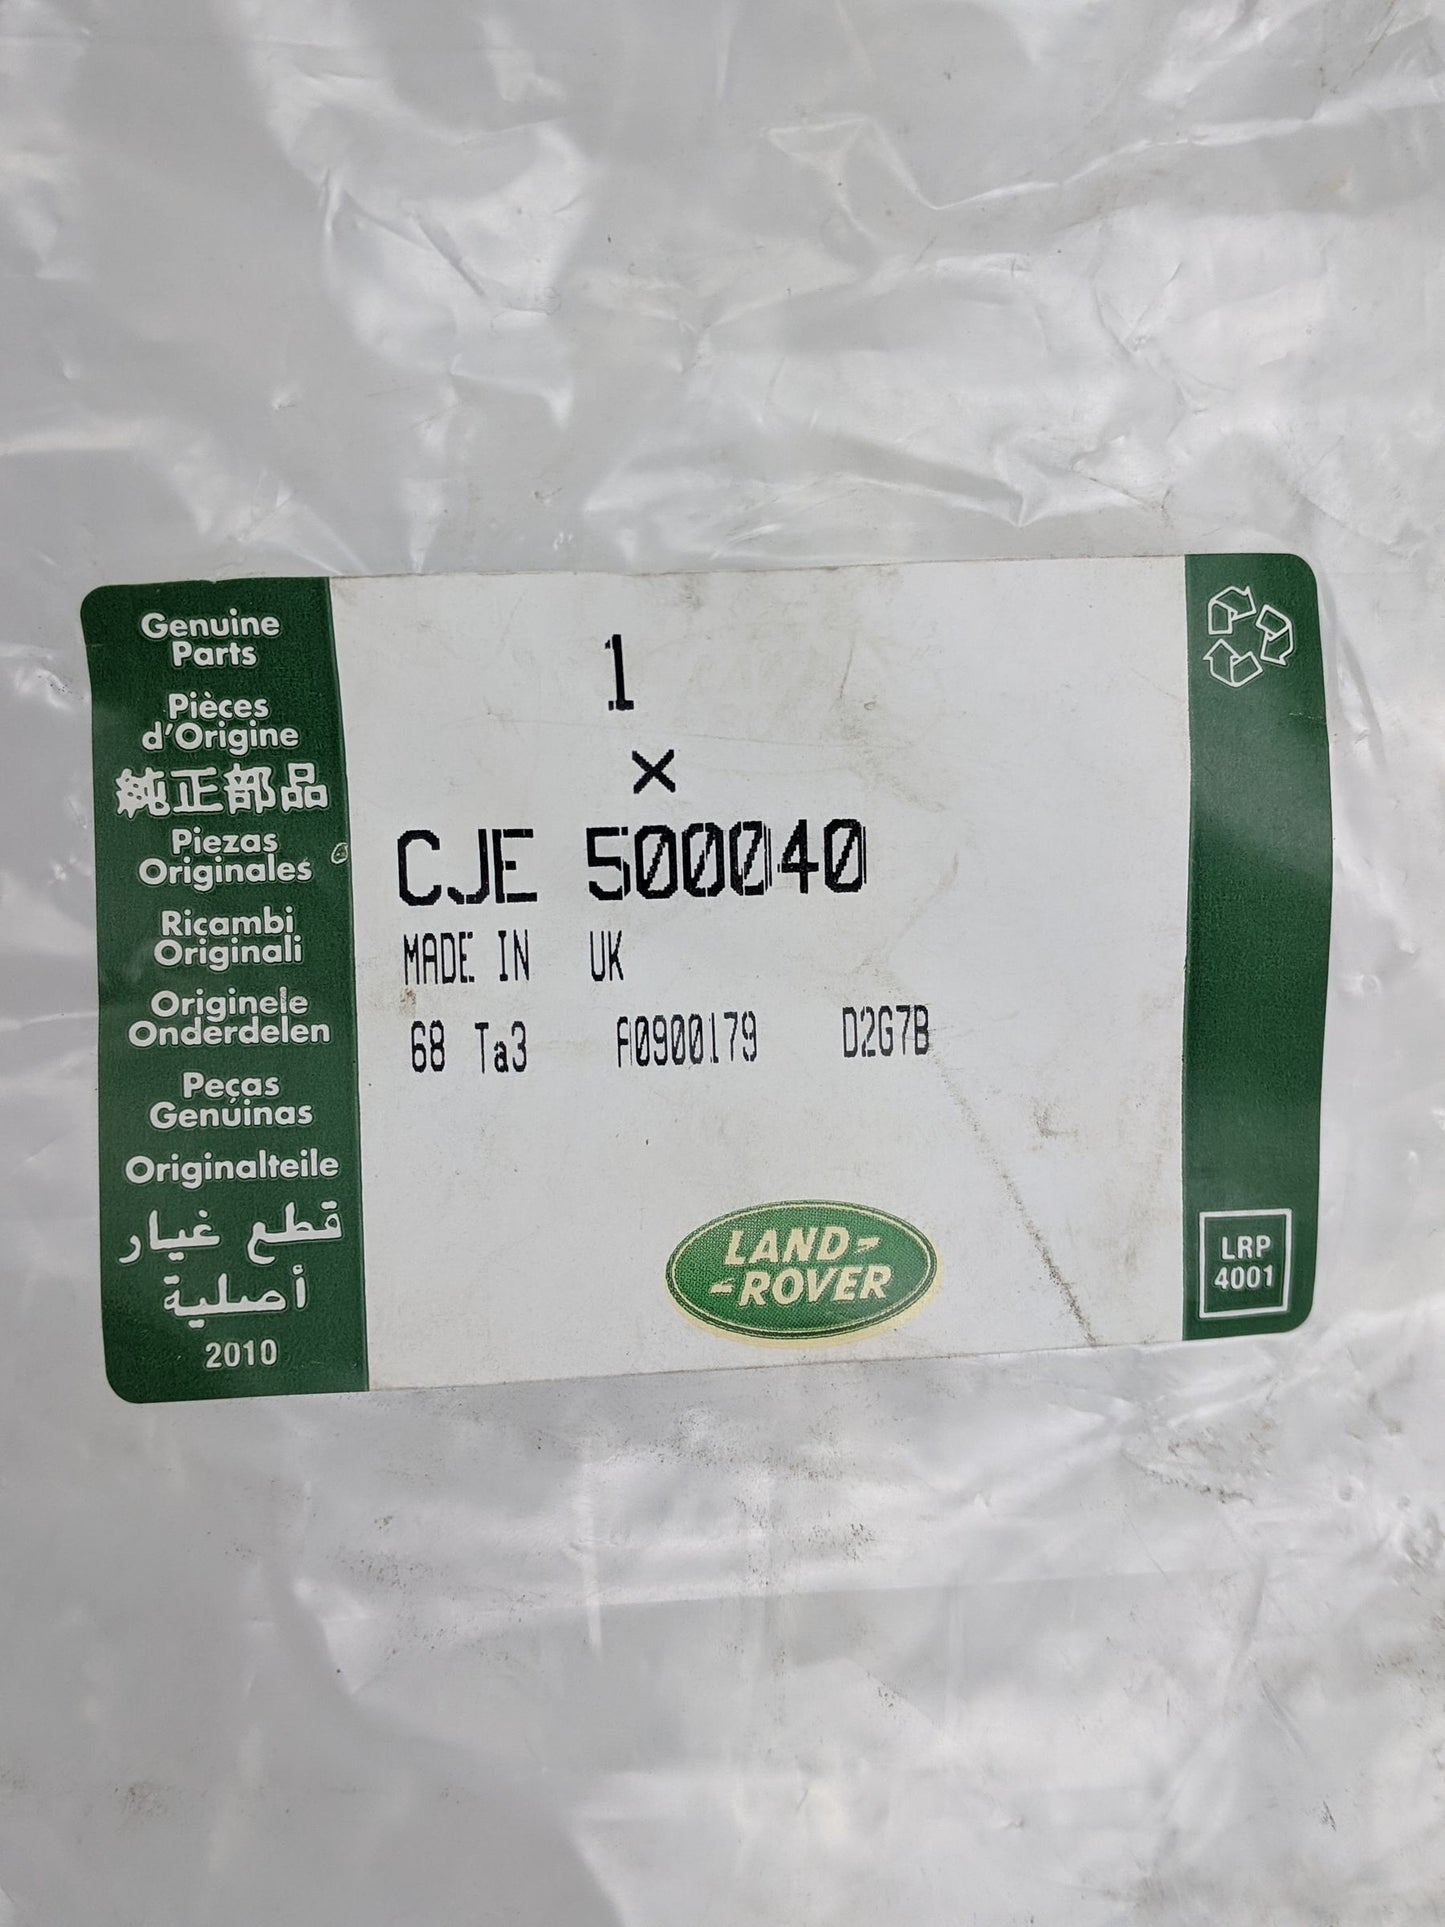 Genuine
Parts
Pièces
d'Origine
純正部品
Piezas
Originales
Ricambi
Originali
Originele
Onderdelen
Peças
Genúinas
Originalteile
قطع غيار
أصلية
2010
1
×
CJE 500040
MADE IN UK
68 Ta3 A0900179 D2G7B
LAND-
-ROVER
LRP
4001